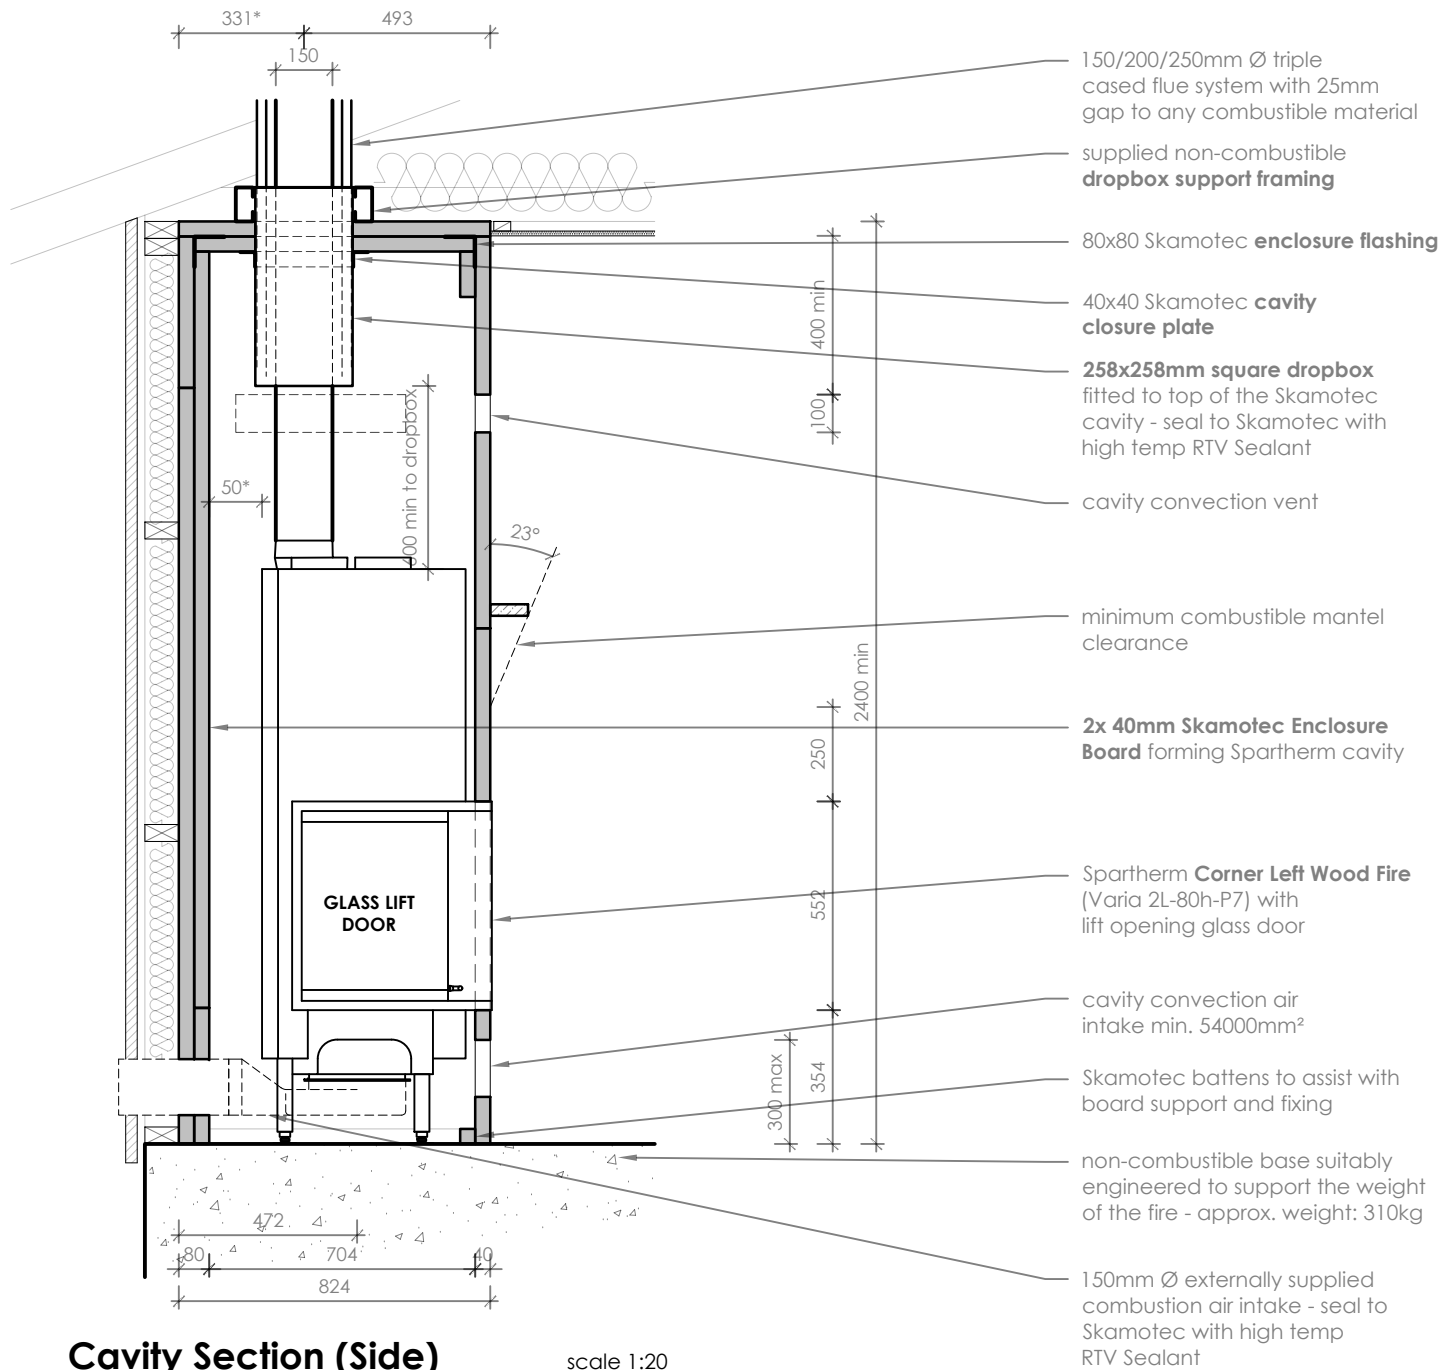 331*
493
150
150/200/250mm Ø triple
cased flue system with 25mm
gap to any combustible material
supplied non-combustible
dropbox support framing
80x80 Skamotec enclosure flashing
40x40 Skamotec cavity
closure plate
258x258mm square dropbox
fitted to top of the Skamotec
cavity - seal to Skamotec with
high temp RTV Sealant
cavity convection vent
minimum combustible mantel
clearance
2x 40mm Skamotec Enclosure
Board forming Spartherm cavity
Spartherm Corner Left Wood Fire
(Varia 2L-80h-P7) with
lift opening glass door
cavity convection air
intake min. 54000mm²
Skamotec battens to assist with
board support and fixing
non-combustible base suitably
engineered to support the weight
of the fire - approx. weight: 310kg
150mm Ø externally supplied
combustion air intake - seal to
Skamotec with high temp
RTV Sealant
400 min
100
min to dropbox
50*
23°
2400 min
250
552
354
300 max
GLASS LIFT
DOOR
472
80
704
40
824
Cavity Section (Side)
scale 1:20